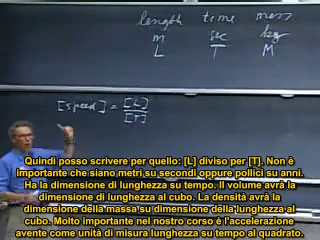 length time mass
m sec kg
L T M
[speed] = [L]
[T]
Quindi posso scrivere per quello: [L] diviso per [T]. Non è
importante che siano metri su secondi oppure pollici su anni.
Ha la dimensione di lunghezza su tempo. Il volume avrà la
dimensione di lunghezza al cubo. La densità avrà la
dimensione della massa su dimensione della lunghezza al
cubo. Molto importante nel nostro corso è l'accelerazione
avente come unità di misura lunghezza su tempo al quadrato.